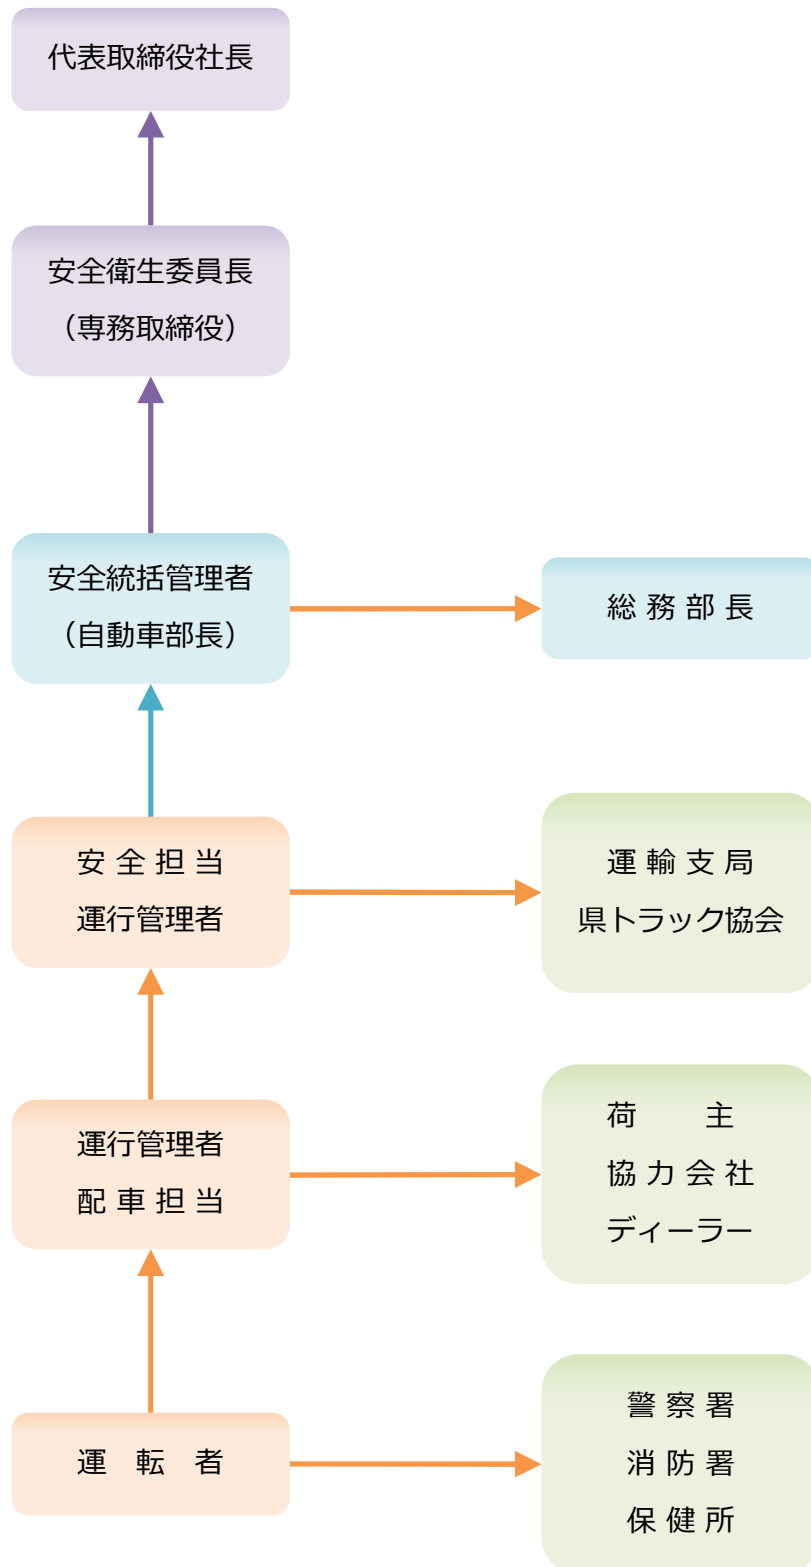 代表取締役社長
安全衛生委員長
（専務取締役）
安全統括管理者
（自動車部長）
総 務 部 長
安 全 担 当
運行管理者
運 輸 支 局
県トラック協会
運行管理者
配 車 担 当
荷　　主
協 力 会 社
ディーラー
運　転　者
警 察 署
消 防 署
保 健 所